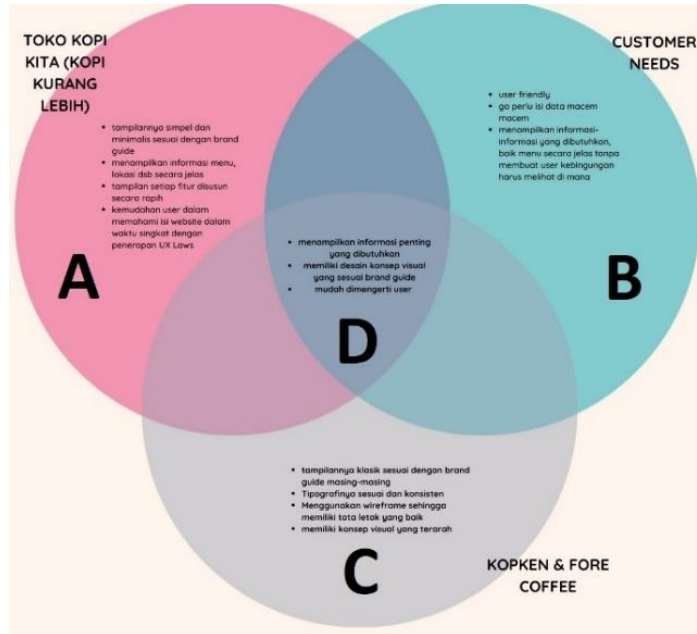 TOKO KOPI
KITA (KOPI
KURANG
LEBIH)
• tampilannya simpel dan
minimalis sesuai dengan brand
guide
• menampilkan informasi menu,
lokasi dsb secara jelas
• tampilan setiap fitur disusun
secara rapih
• kemudahan user dalam
memahami isi website dalam
waktu singkat dengan
penerapan UX Laws
A
CUSTOMER
NEEDS
• user friendly
• ga perlu isi data macem
macem
• menampilkan informasi-
informasi yang dibutuhkan,
baik menu secara jelas tanpa
membuat user kebingungan
harus melihat di mana
B
• menampilkan informasi penting
yang dibutuhkan
• memiliki desain konsep visual
yang sesuai brand guide
• mudah dimengerti user
D
• tampilannya klasik sesuai dengan brand
guide masing-masing
• Tipografinya sesuai dan konsisten
• Menggunakan wireframe sehingga
memiliki tata letak yang baik
• memiliki konsep visual yang terarah
C
KOPKEN & FORE
COFFEE